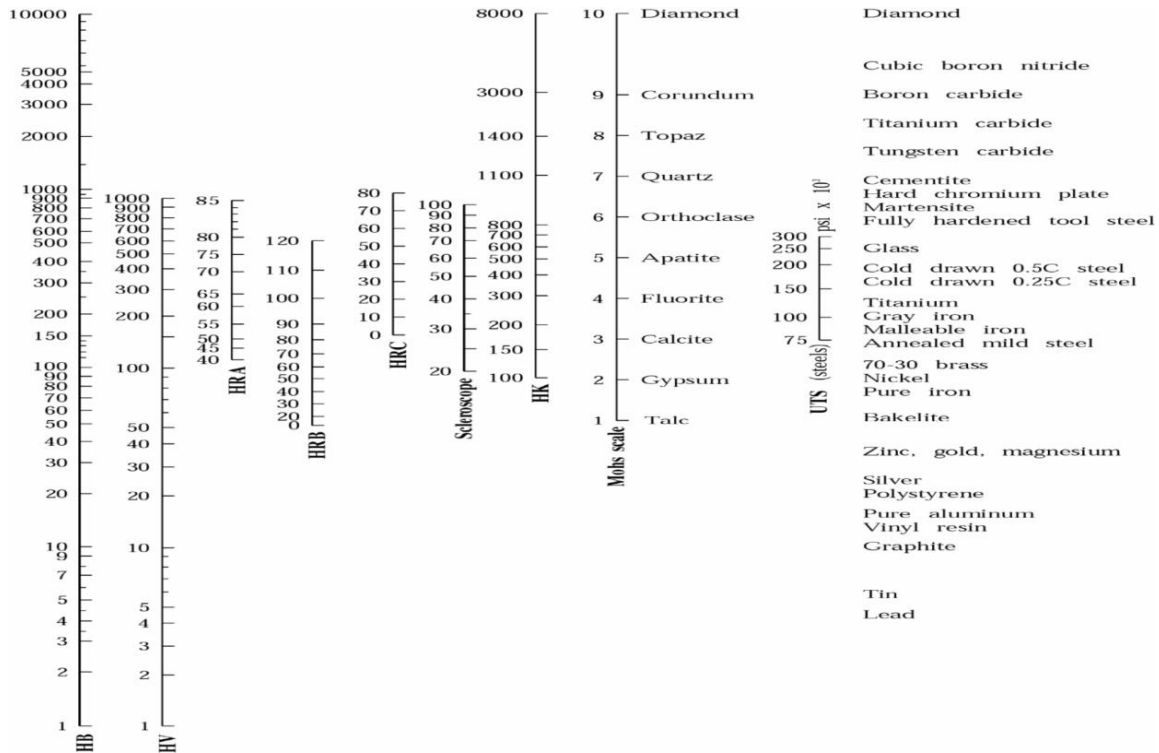 10000
5000
4000
3000
2000
1000
900
800
700
600
500
400
300
200
150
100
90
80
70
60
50
40
30
20
10
9
7
5
4
3
2
1
HB
1000
900
800
700
600
500
400
300
200
100
50
40
30
20
10
5
4
3
2
1
HV
85
80
75
70
65
60
55
50
45
40
HRA
120
110
100
90
80
70
60
50
40
30
20
0
HRB
80
70
60
50
40
30
20
10
0
HRC
100
90
80
70
60
50
40
30
20
Scleroscope
8000
3000
1400
1100
800
700
600
500
400
300
200
150
100
HK
10 Diamond
9 Corundum
8 Topaz
7 Quartz
6 Orthoclase
5 Apatite
4 Fluorite
3 Calcite
2 Gypsum
1 Talc
Mohs scale
psi x 10³
300
250
200
150
100
75
UTS (steels)
Diamond
Cubic boron nitride
Boron carbide
Titanium carbide
Tungsten carbide
Cementite
Hard chromium plate
Martensite
Fully hardened tool steel
Glass
Cold drawn 0.5C steel
Cold drawn 0.25C steel
Titanium
Gray iron
Malleable iron
Annealed mild steel
70-30 brass
Nickel
Pure iron
Bakelite
Zinc, gold, magnesium
Silver
Polystyrene
Pure aluminum
Vinyl resin
Graphite
Tin
Lead